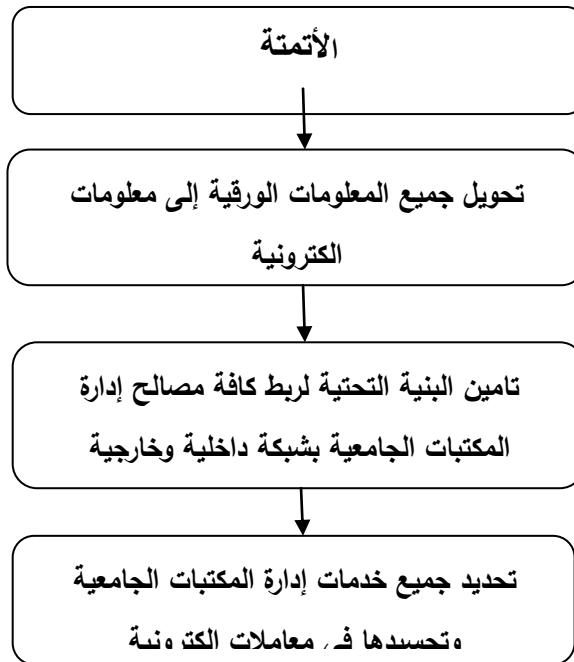 الأتمتة
تحويل جميع المعلومات الورقية إلى معلومات
الكترونية
تامين البنية التحتية لربط كافة مصالح إدارة
المكتبات الجامعية بشبكة داخلية وخارجية
تحديد جميع خدمات إدارة المكتبات الجامعية
وتجسيدها في معاملات الكترونية